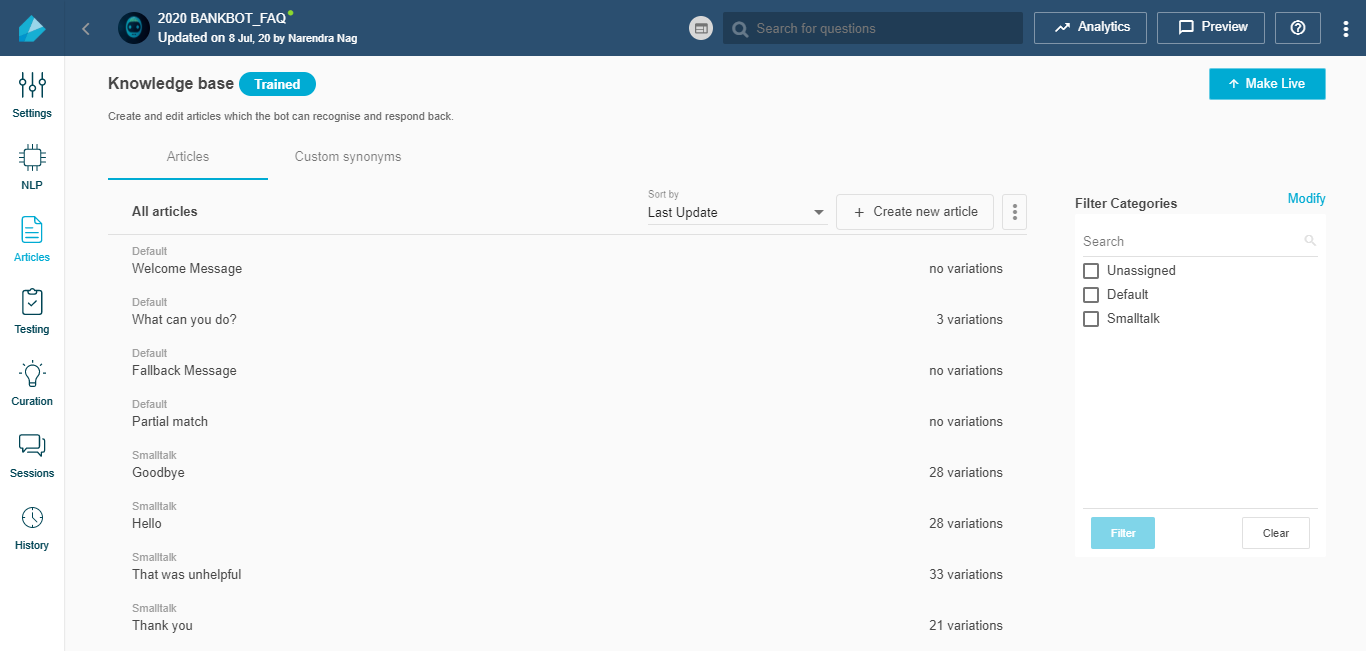 2020 BANKBOT_FAQ
Updated on 8 Jul, 20 by Narendra Nag
Search for questions
Analytics
Preview
Settings
NLP
Articles
Testing
Curation
Sessions
History
Knowledge base Trained
Make Live
Create and edit articles which the bot can recognise and respond back.
Articles Custom synonyms
All articles
Sort by
Last Update
+ Create new article
Default
Welcome Message no variations
Default
What can you do? 3 variations
Default
Fallback Message no variations
Default
Partial match no variations
Smalltalk
Goodbye 28 variations
Smalltalk
Hello 28 variations
Smalltalk
That was unhelpful 33 variations
Smalltalk
Thank you 21 variations
Filter Categories Modify
Search
Unassigned
Default
Smalltalk
Filter Clear